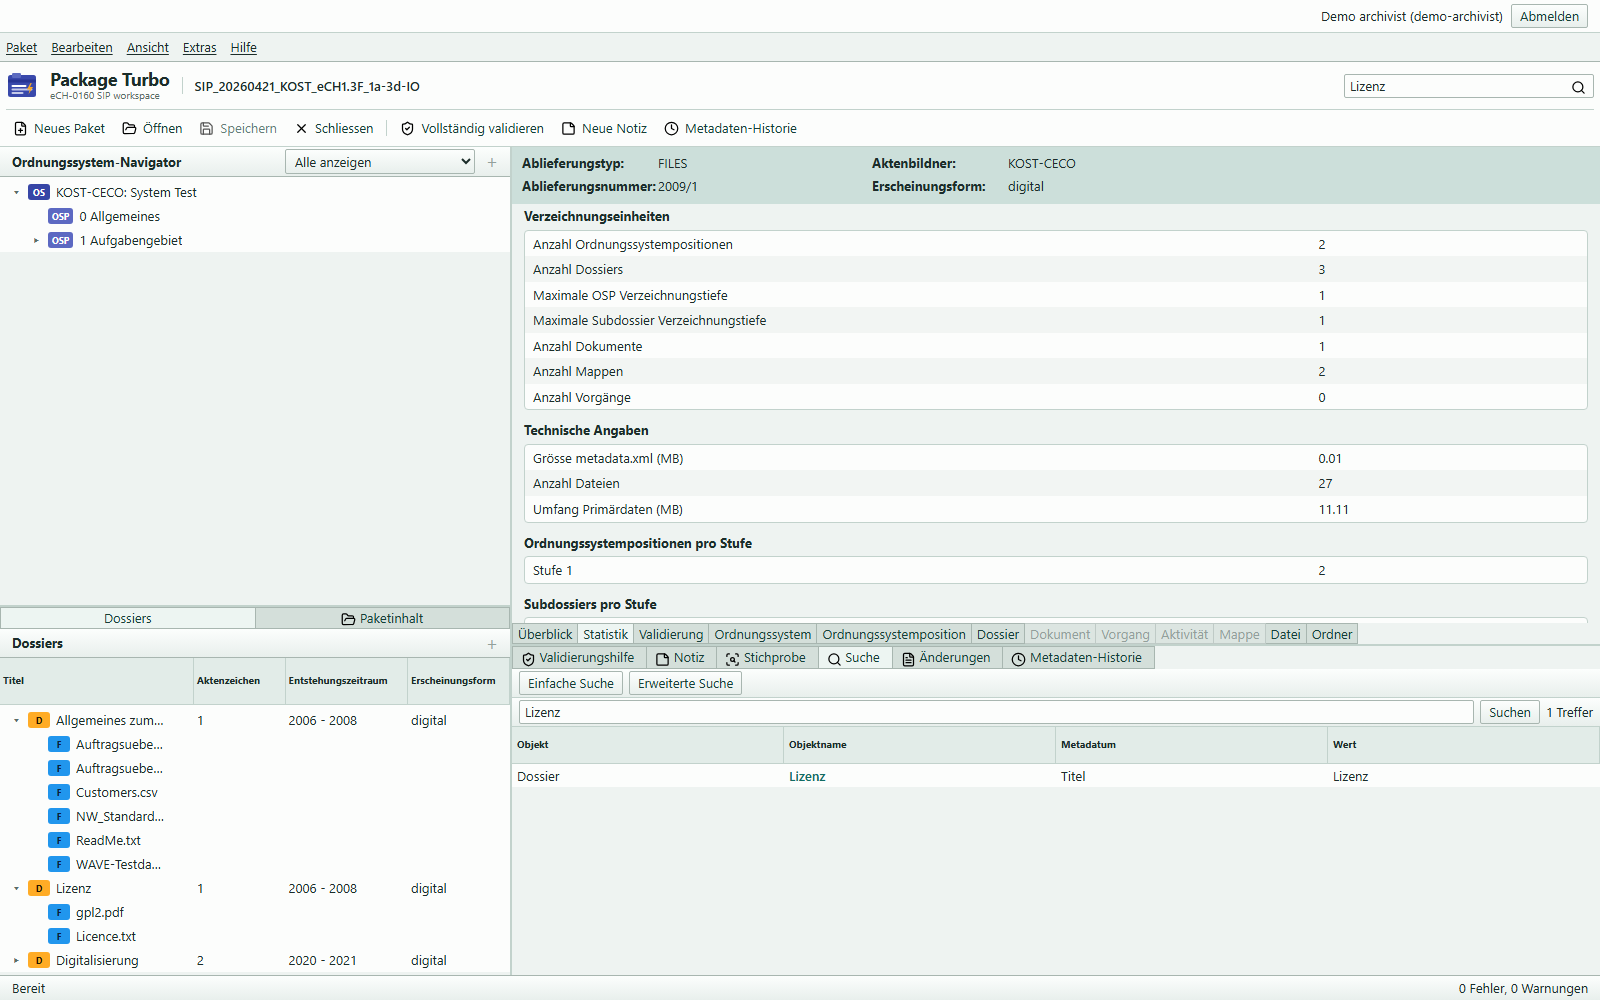 Demo archivist (demo-archivist) Abmelden
Paket Bearbeiten Ansicht Extras Hilfe
Package Turbo
eCH-0160 SIP workspace
SIP_20260421_KOST_eCH1.3F_1a-3d-IO
Lizenz
Neues Paket Öffnen Speichern Schliessen Vollständig validieren Neue Notiz Metadaten-Historie
Ordnungssystem-Navigator Alle anzeigen +
OS KOST-CECO: System Test
OSP 0 Allgemeines
OSP 1 Aufgabengebiet
Dossiers Paketinhalt
Dossiers +
Titel Aktenzeichen Entstehungszeitraum Erscheinungsform
D Allgemeines zum... 1 2006 - 2008 digital
F Auftragsuebe...
F Auftragsuebe...
F Customers.csv
F NW_Standard...
F ReadMe.txt
F WAVE-Testda...
D Lizenz 1 2006 - 2008 digital
F gpl2.pdf
F Licence.txt
D Digitalisierung 2 2020 - 2021 digital
Ablieferungstyp: FILES Aktenbildner: KOST-CECO
Ablieferungsnummer: 2009/1 Erscheinungsform: digital
Verzeichnungseinheiten
Anzahl Ordnungssystempositionen 2
Anzahl Dossiers 3
Maximale OSP Verzeichnungstiefe 1
Maximale Subdossier Verzeichnungstiefe 1
Anzahl Dokumente 1
Anzahl Mappen 2
Anzahl Vorgänge 0
Technische Angaben
Grösse metadata.xml (MB) 0.01
Anzahl Dateien 27
Umfang Primärdaten (MB) 11.11
Ordnungssystempositionen pro Stufe
Stufe 1 2
Subdossiers pro Stufe
Überblick Statistik Validierung Ordnungssystem Ordnungssystemposition Dossier Dokument Vorgang Aktivität Mappe Datei Ordner
Validierungshilfe Notiz Stichprobe Suche Änderungen Metadaten-Historie
Einfache Suche Erweiterte Suche
Lizenz Suchen 1 Treffer
Objekt Objektname Metadatum Wert
Dossier Lizenz Titel Lizenz
Bereit 0 Fehler, 0 Warnungen